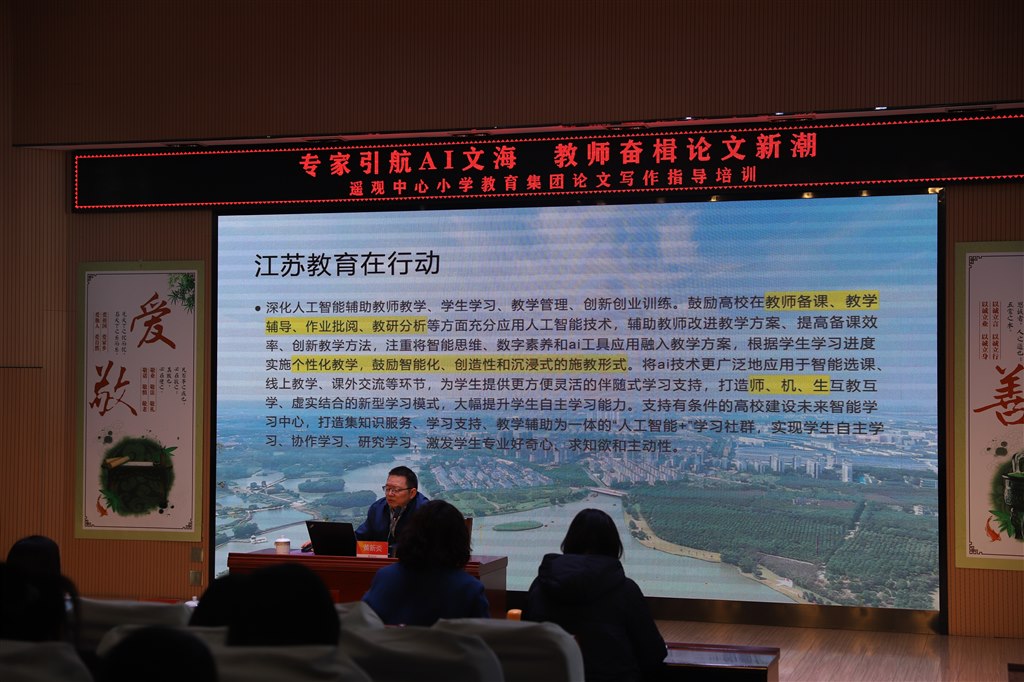 专家引航AI文海 教师奋楫论文新潮
遥观中心小学教育集团论文写作指导培训
江苏教育在行动
• 深化人工智能辅助教师教学、学生学习、教学管理、创新创业训练。鼓励高校在教师备课、教学
辅导、作业批阅、教研分析等方面充分应用人工智能技术，辅助教师改进教学方案、提高备课效
率、创新教学方法，注重将智能思维、数字素养和ai工具应用融入教学方案，根据学生学习进度
实施个性化教学，鼓励智能化、创造性和沉浸式的施教形式。将ai技术更广泛地应用于智能选课、
线上教学、课外交流等环节，为学生提供更方便灵活的伴随式学习支持，打造师、机、生互教互
学、虚实结合的新型学习模式，大幅提升学生自主学习能力。支持有条件的高校建设未来智能学
习中心，打造集知识服务、学习支持、教学辅助为一体的“人工智能+”学习社群，实现学生自主学
习、协作学习、研究学习，激发学生专业好奇心、求知欲和主动性。
爱
敬
善
以诚立言 以诚立行
以诚立业 以诚立身